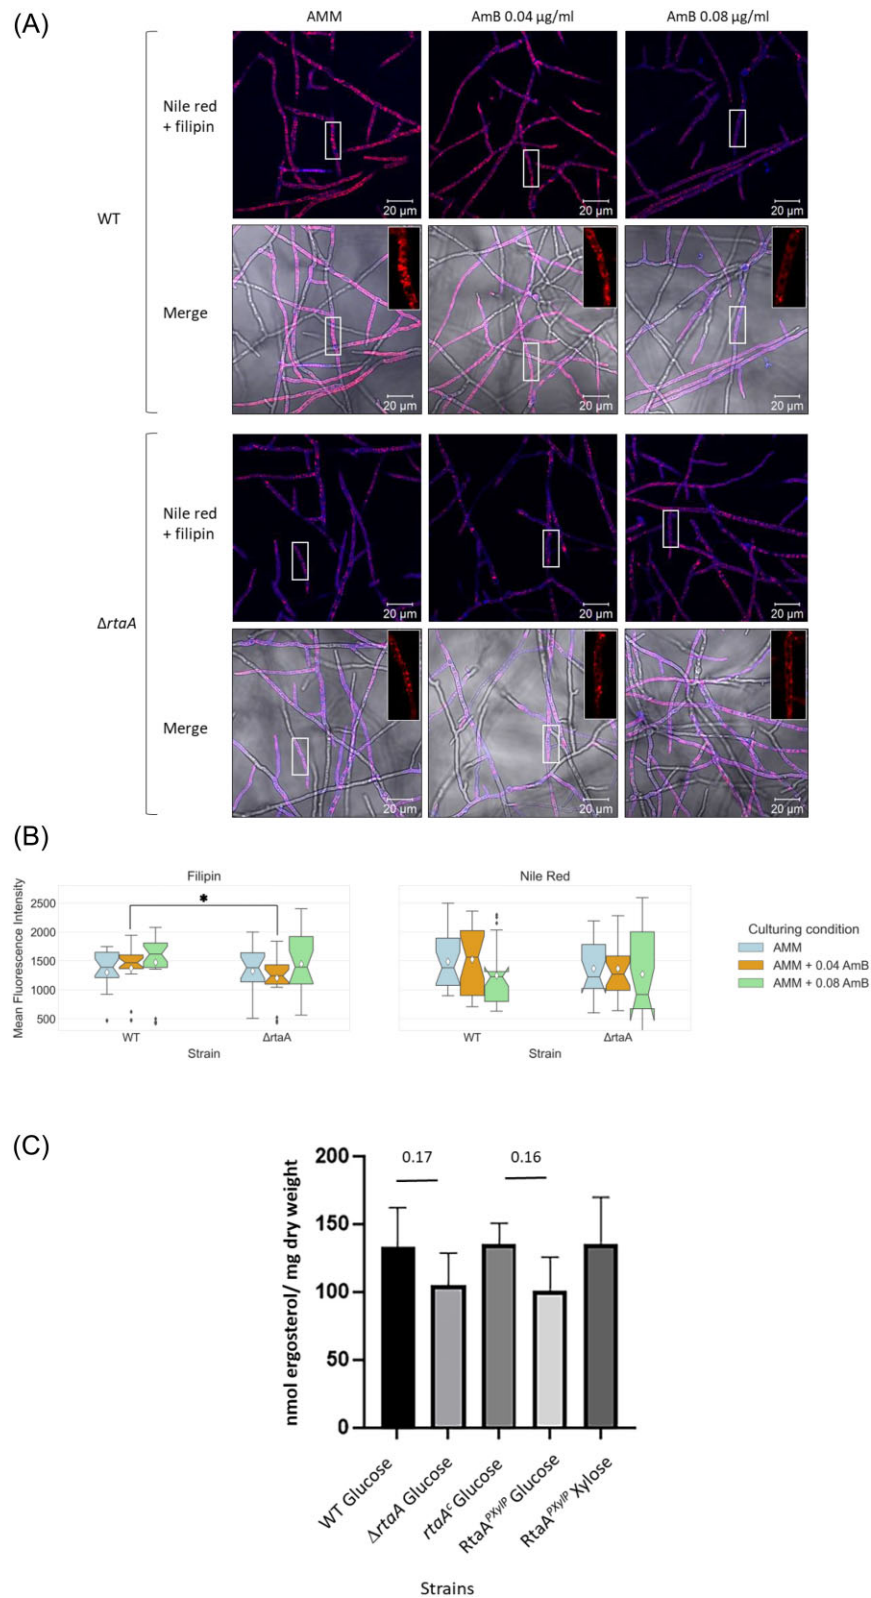 (A)
AMM
AmB 0.04 µg/ml
AmB 0.08 µg/ml
Nile red
+ filipin
20 µm
20 µm
20 µm
WT
Merge
20 µm
20 µm
20 µm
Nile red
+ filipin
20 µm
20 µm
20 µm
ΔrtaA
Merge
20 µm
20 µm
20 µm
(B)
Filipin
Nile Red
Mean Fluorescence Intensity
2500
2000
1500
1000
500
*
WT
ΔrtaA
Strain
WT
ΔrtaA
Strain
Culturing condition
AMM
AMM + 0.04 AmB
AMM + 0.08 AmB
(C)
nmol ergosterol/ mg dry weight
200
150
100
50
0
0.17
0.16
WT Glucose
ΔrtaA Glucose
rtaAᶜ Glucose
RtaAᴾˣʸˡᴾ Glucose
RtaAᴾˣʸˡᴾ Xylose
Strains